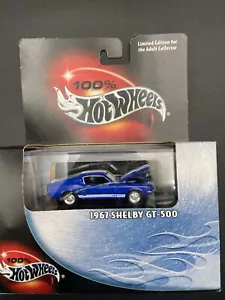 Limited Edition for
the Adult Collector
100%
Hot Wheels
1967 SHELBY GT-500
100%
Hot Wheels